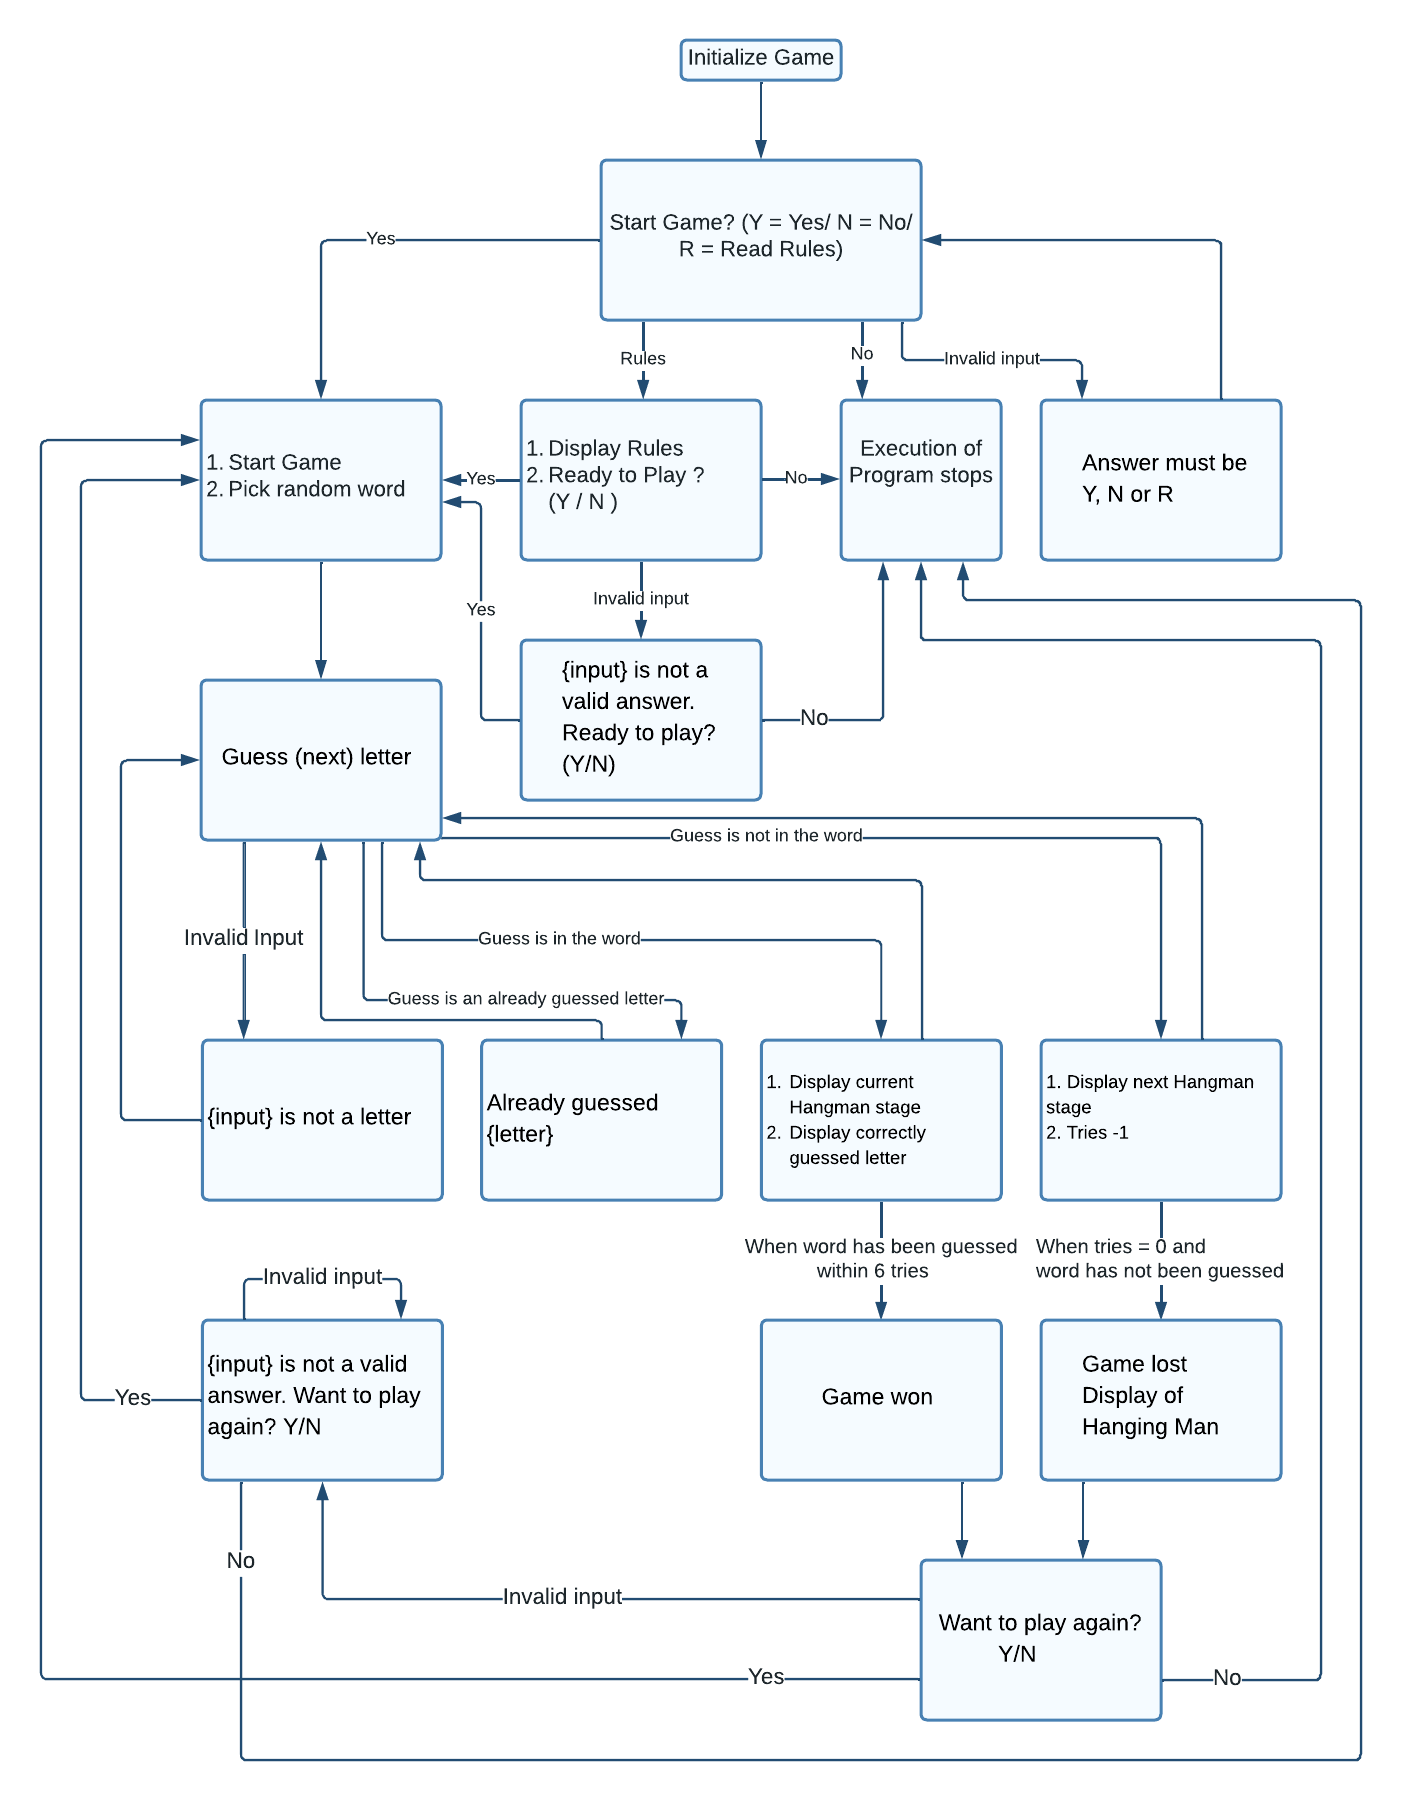 Initialize Game
Start Game? (Y = Yes/ N = No/
R = Read Rules)
Yes
Rules
No
Invalid input
1. Start Game
2. Pick random word
Yes
1. Display Rules
2. Ready to Play ?
(Y / N )
No
Execution of
Program stops
Answer must be
Y, N or R
Invalid input
Yes
{input} is not a
valid answer.
Ready to play?
(Y/N)
No
Guess (next) letter
Guess is not in the word
Invalid Input
Guess is in the word
Guess is an already guessed letter
{input} is not a letter
Already guessed
{letter}
1. Display current
Hangman stage
2. Display correctly
guessed letter
1. Display next Hangman
stage
2. Tries -1
When word has been guessed
within 6 tries
When tries = 0 and
word has not been guessed
Invalid input
{input} is not a valid
answer. Want to play
again? Y/N
Yes
Game won
Game lost
Display of
Hanging Man
No
Invalid input
Want to play again?
Y/N
Yes
No